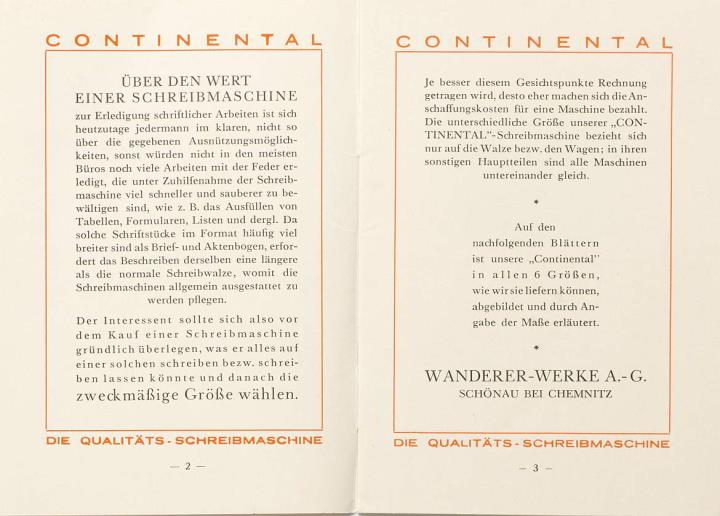 CONTINENTAL
ÜBER DEN WERT
EINER SCHREIBMASCHINE
zur Erledigung schriftlicher Arbeiten ist sich
heutzutage jedermann im klaren, nicht so
über die gegebenen Ausnützungsmöglich-
keiten, sonst würden nicht in den meisten
Büros noch viele Arbeiten mit der Feder er-
ledigt, die unter Zuhilfenahme der Schreib-
maschine viel schneller und sauberer zu be-
wältigen sind, wie z. B. das Ausfüllen von
Tabellen, Formularen, Listen und dergl. Da
solche Schriftstücke im Format häufig viel
breiter sind als Brief- und Aktenbogen, erfor-
dert das Beschreiben derselben eine längere
als die normale Schreibwalze, womit die
Schreibmaschinen allgemein ausgestattet zu
werden pflegen.
Der Interessent sollte sich also vor
dem Kauf einer Schreibmaschine
gründlich überlegen, was er alles auf
einer solchen schreiben bezw. schrei-
ben lassen könnte und danach die
zweckmäßige Größe wählen.
DIE QUALITÄTS-SCHREIBMASCHINE
— 2 —
CONTINENTAL
Je besser diesem Gesichtspunkte Rechnung
getragen wird, desto eher machen sich die An-
schaffungskosten für eine Maschine bezahlt.
Die unterschiedliche Größe unserer „CON-
TINENTAL"-Schreibmaschine bezieht sich
nur auf die Walze bezw. den Wagen; in ihren
sonstigen Hauptteilen sind alle Maschinen
untereinander gleich.
*
Auf den
nachfolgenden Blättern
ist unsere „Continental"
in allen 6 Größen,
wie wir sie liefern können,
abgebildet und durch An-
gabe der Maße erläutert.
*
WANDERER-WERKE A.-G.
SCHÖNAU BEI CHEMNITZ
DIE QUALITÄTS-SCHREIBMASCHINE
— 3 —